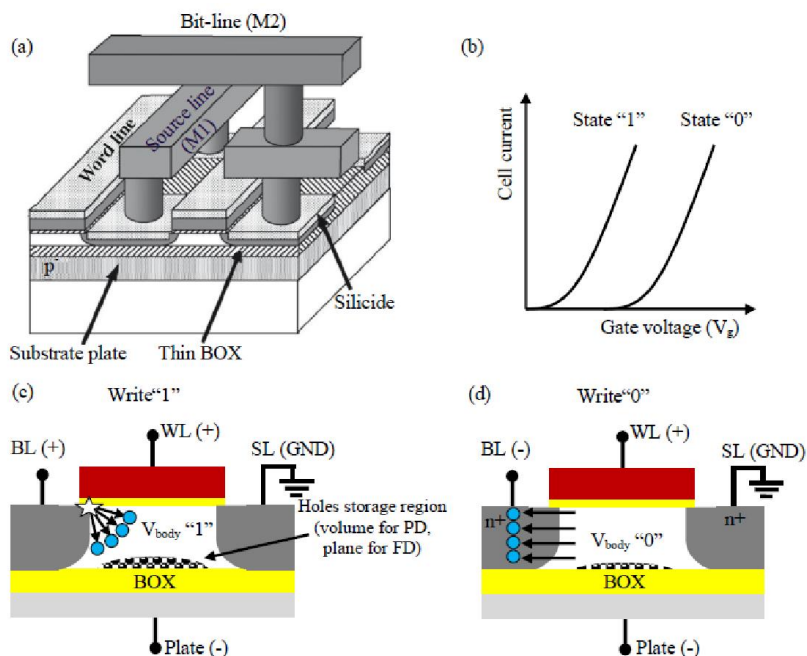 Bit-line (M2)
(a)
Word line
Source line
(M1)
p-
Silicide
Substrate plate
Thin BOX
(b)
Cell current
State “1”
State “0”
Gate voltage (Vg)
(c)
Write“1”
BL (+)
WL (+)
SL (GND)
Vbody “1”
Holes storage region
(volume for PD,
plane for FD)
BOX
Plate (-)
(d)
Write“0”
BL (-)
WL (+)
SL (GND)
n+
Vbody “0”
n+
BOX
Plate (-)